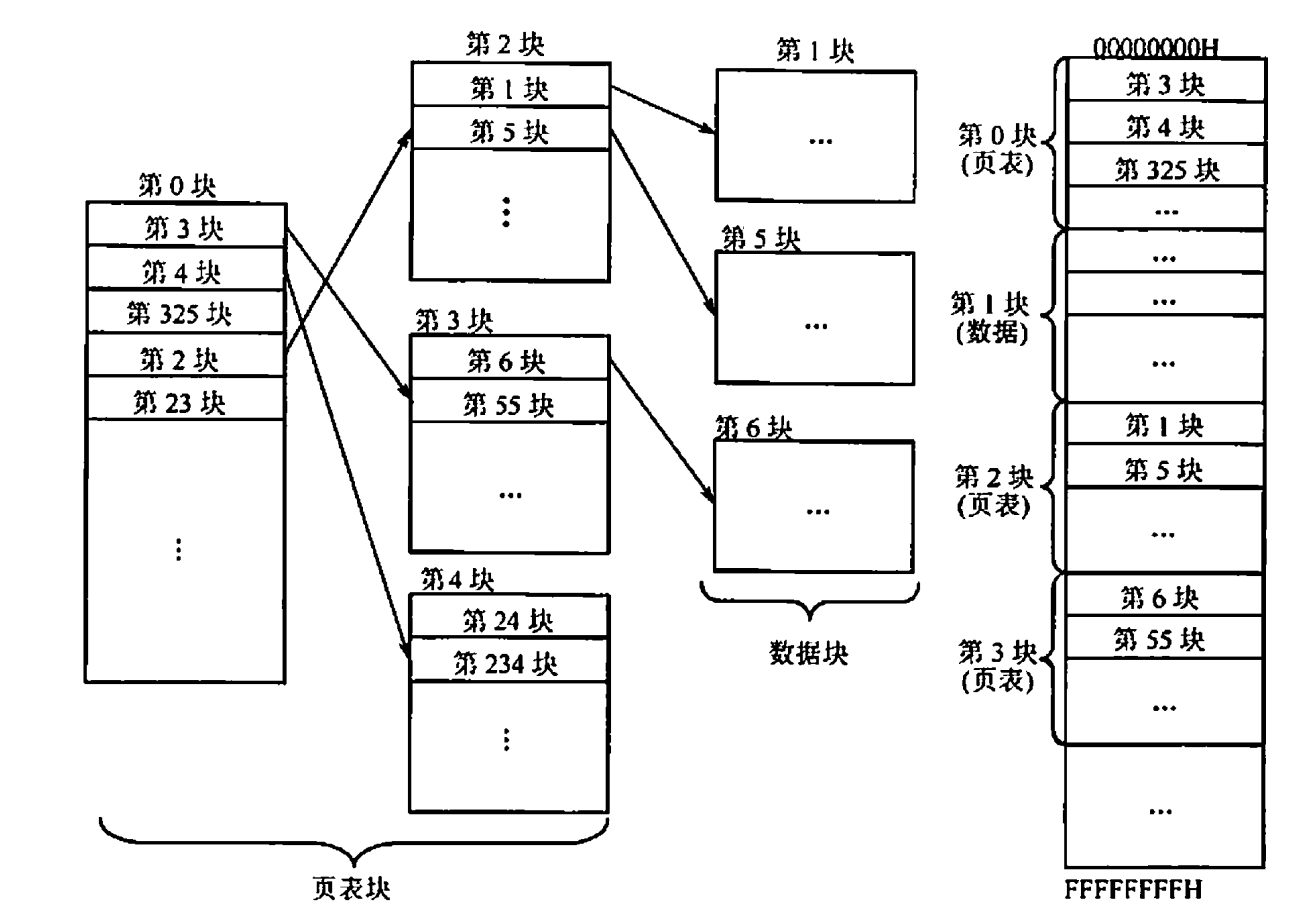 第 0 块
第 3 块
第 4 块
第 325 块
第 2 块
第 23 块
⋮
第 2 块
第 1 块
第 5 块
⋮
第 3 块
第 6 块
第 55 块
...
第 4 块
第 24 块
第 234 块
⋮
页表块
第 1 块
...
第 5 块
...
第 6 块
...
数据块
00000000H
第 0 块
(页表)
第 3 块
第 4 块
第 325 块
...
第 1 块
(数据)
...
...
...
第 2 块
(页表)
第 1 块
第 5 块
...
第 3 块
(页表)
第 6 块
第 55 块
...
...
FFFFFFFFH